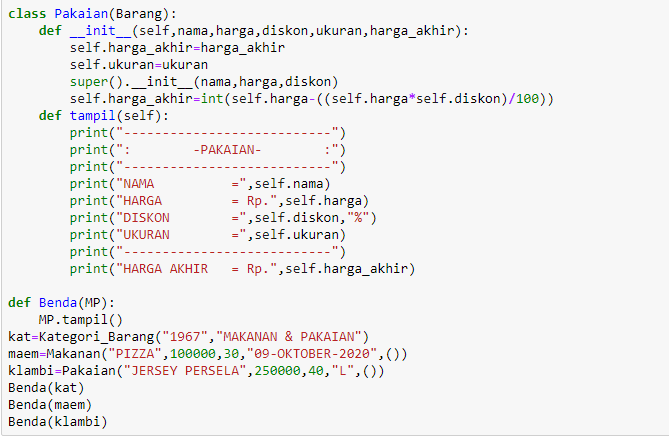 class Pakaian(Barang):
    def __init__(self,nama,harga,diskon,ukuran,harga_akhir):
        self.harga_akhir=harga_akhir
        self.ukuran=ukuran
        super().__init__(nama,harga,diskon)
        self.harga_akhir=int(self.harga-((self.harga*self.diskon)/100))
    def tampil(self):
        print("---------------------------")
        print(":        -PAKAIAN-        :")
        print("---------------------------")
        print("NAMA          =",self.nama)
        print("HARGA         = Rp.",self.harga)
        print("DISKON        =",self.diskon,"%")
        print("UKURAN        =",self.ukuran)
        print("---------------------------")
        print("HARGA AKHIR   = Rp.",self.harga_akhir)

def Benda(MP):
    MP.tampil()
kat=Kategori_Barang("1967","MAKANAN & PAKAIAN")
maem=Makanan("PIZZA",100000,30,"09-OKTOBER-2020",())
klambi=Pakaian("JERSEY PERSELA",250000,40,"L",())
Benda(kat)
Benda(maem)
Benda(klambi)